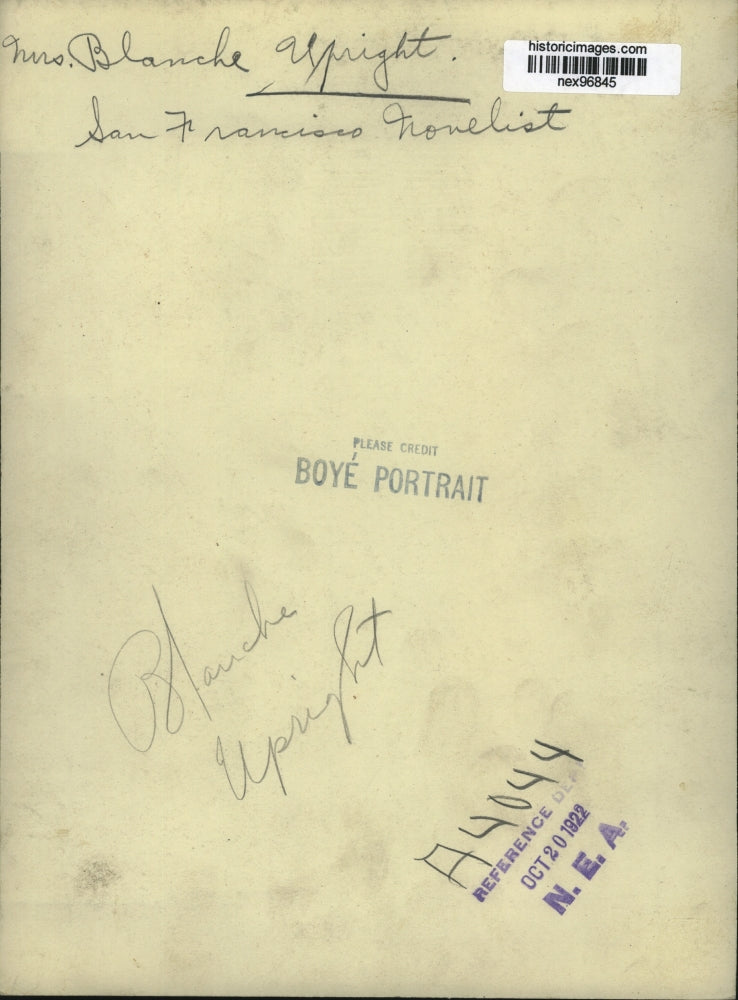 Mrs. Blanche Upright.
San Francisco Novelist
historicimages.com
nex96845
PLEASE CREDIT
BOYÉ PORTRAIT
Blanche
Upright
A4044
REFERENCE DE
OCT 20 1922
N. E. A.